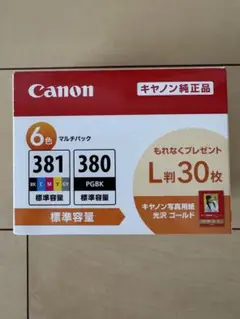 Canon
キヤノン純正品
6色 マルチパック
381
BK C M Y GY
標準容量
380
PGBK
標準容量
標準容量
もれなくプレゼント
L判30枚
キヤノン写真用紙
光沢 ゴールド